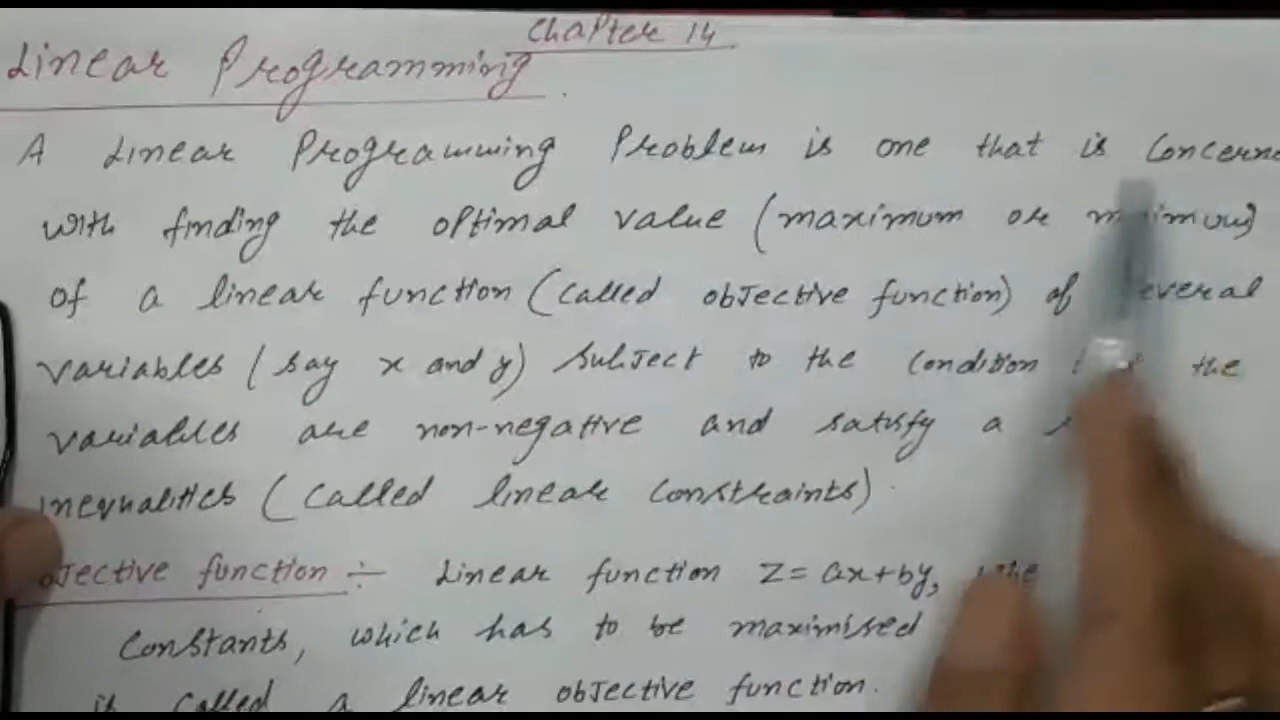 Chapter 14
Linear Programming
A Linear Programming Problem is one that is Concerne
with finding the optimal value (maximum or
of a linear function (called objective function) of several
variables (say x and y) subject to the condition the
variables are non-negative and satisfy a
inequalities (called linear constraints).
objective function :- Linear function Z = ax+by,
Constants, which has to be maximised
is called a linear objective function.